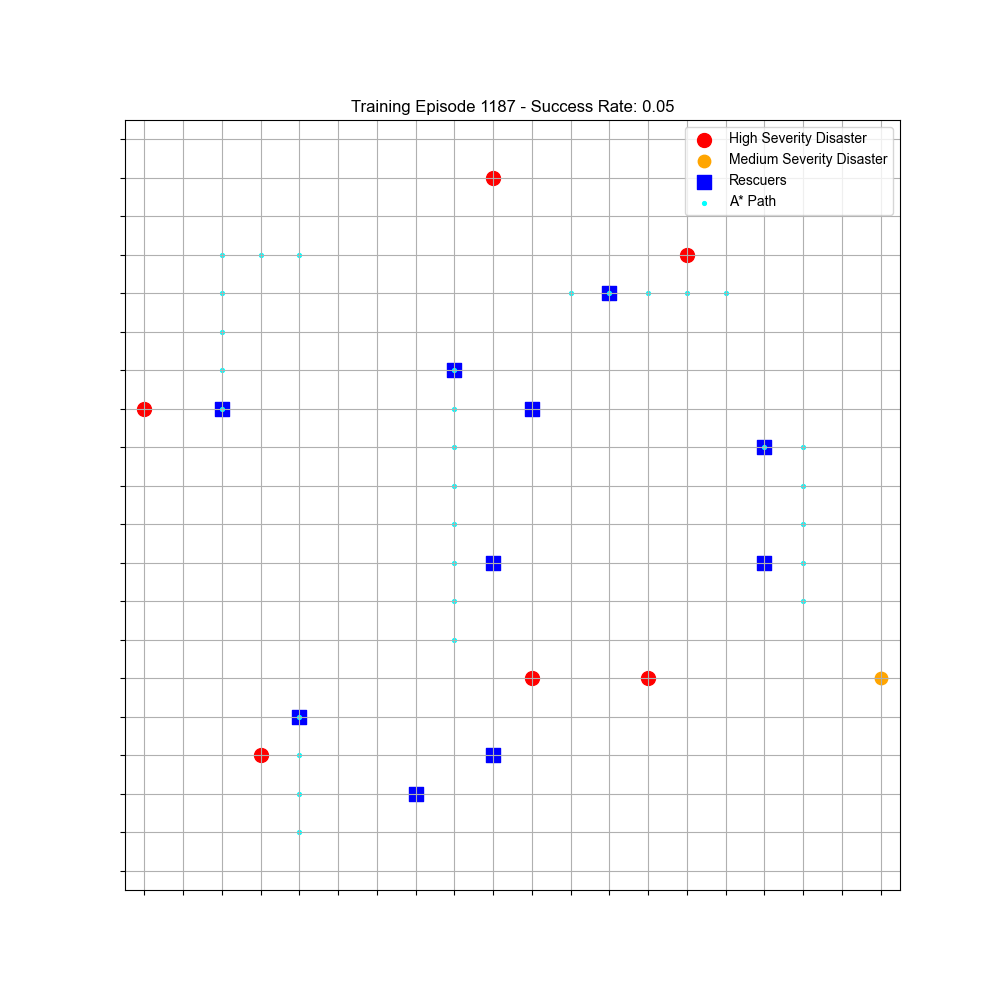 Training Episode 1187 - Success Rate: 0.05
High Severity Disaster
Medium Severity Disaster
Rescuers
A* Path